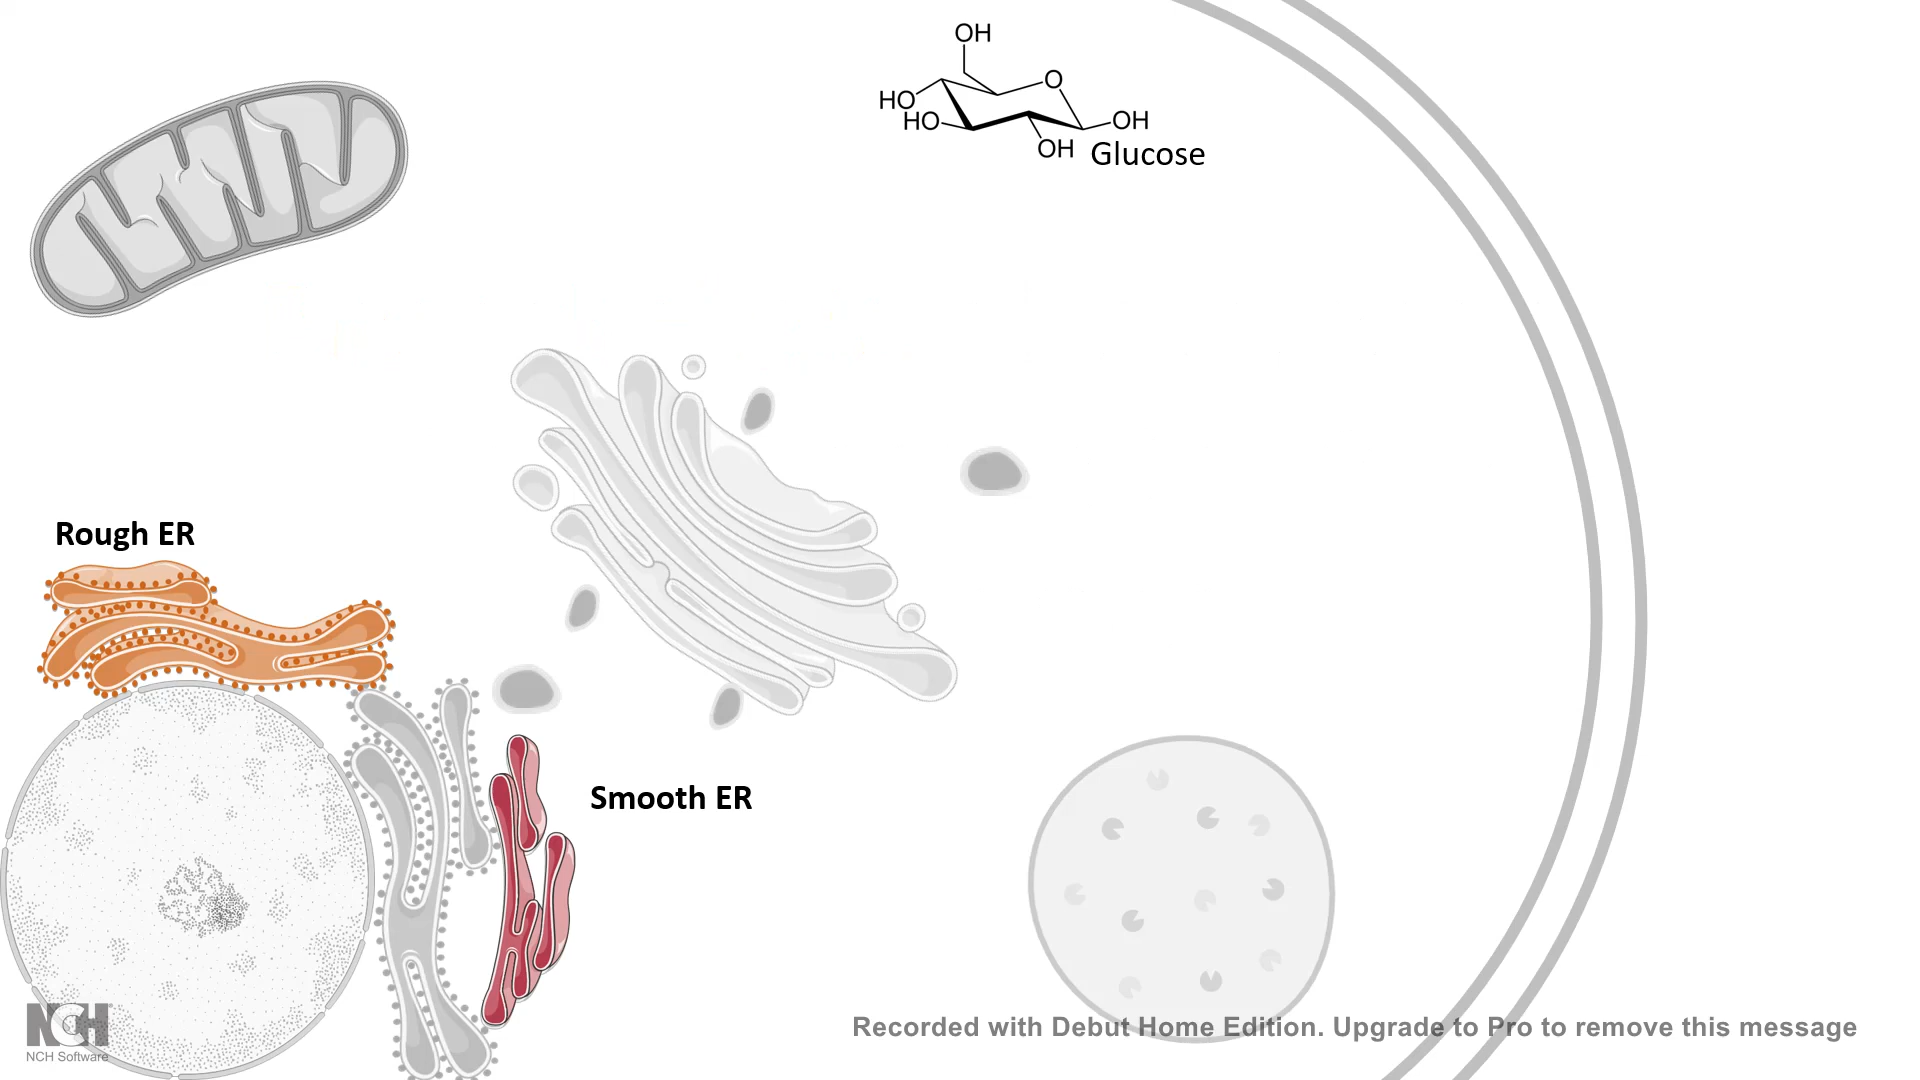 OH
O
HO
HO
OH
OH
Glucose
Rough ER
Smooth ER
NCH
NCH Software
Recorded with Debut Home Edition. Upgrade to Pro to remove this message